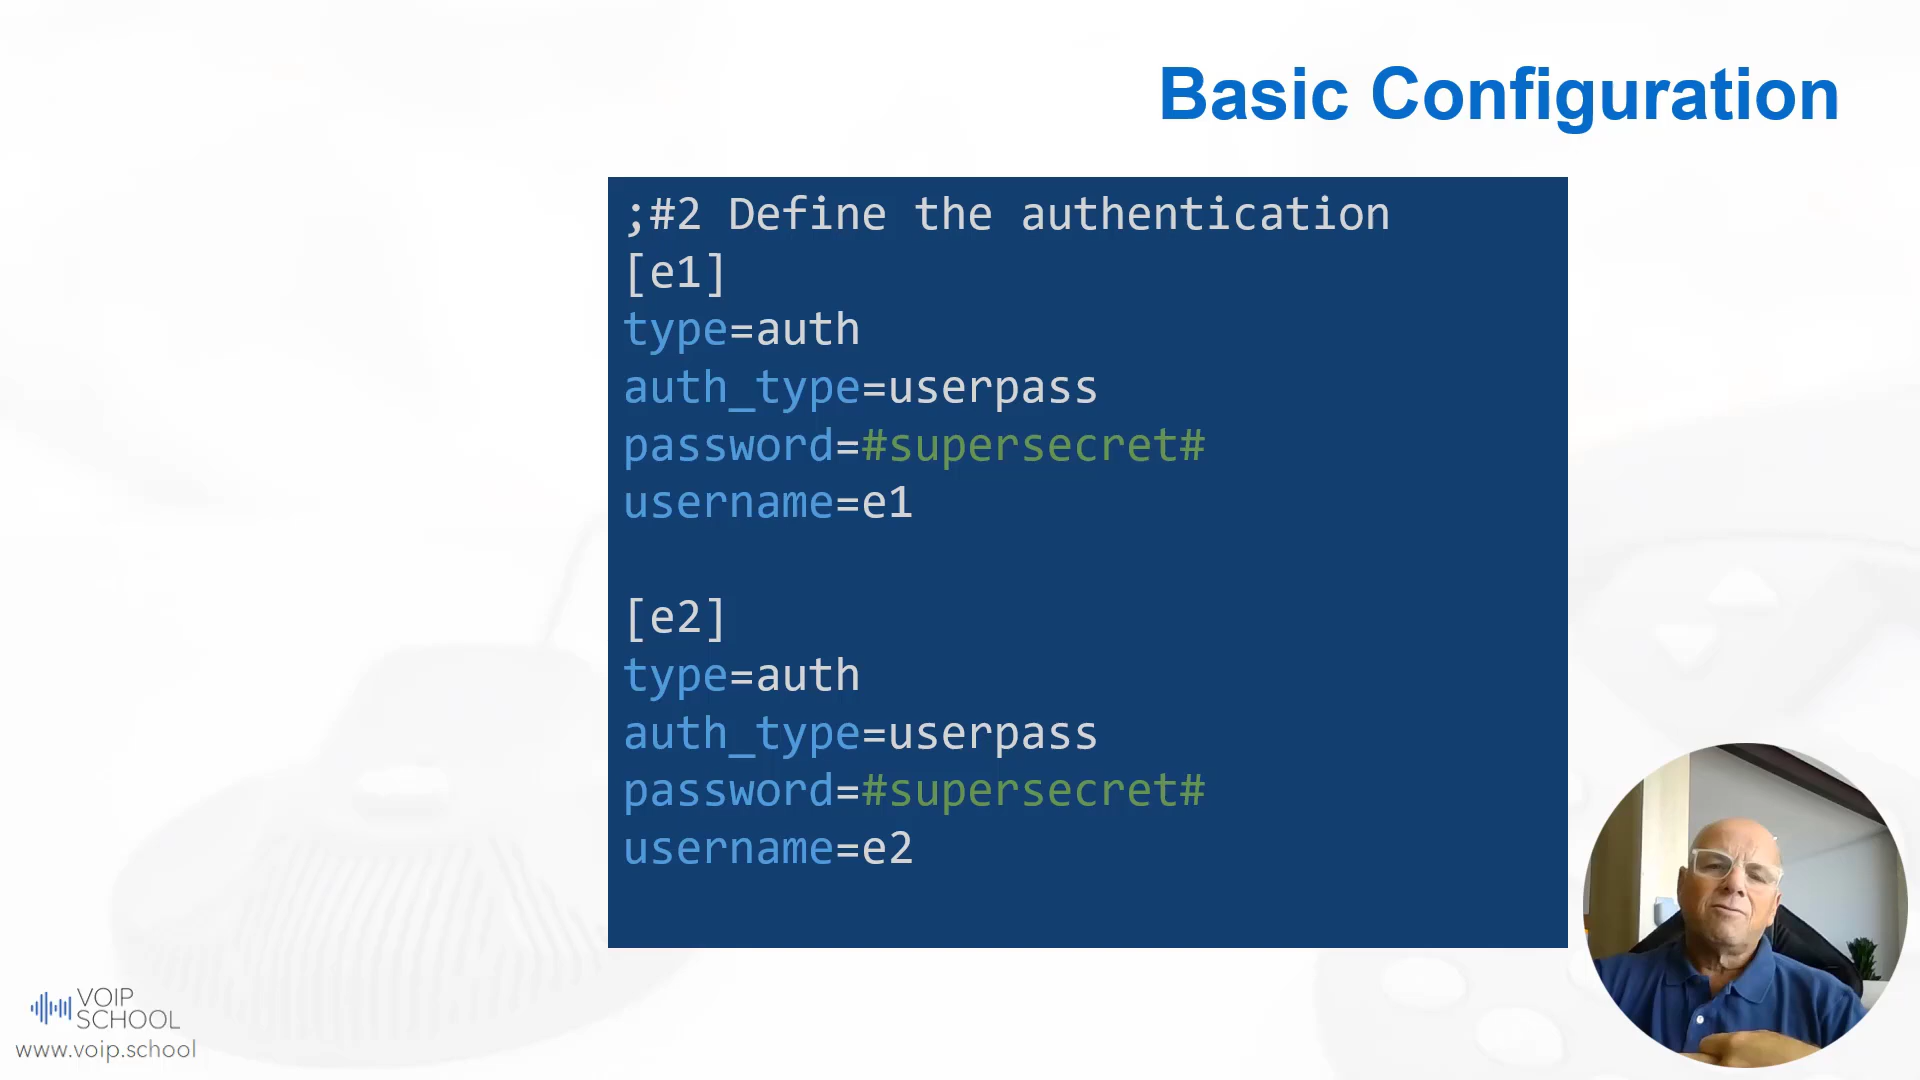 Basic Configuration
;#2 Define the authentication
[e1]
type=auth
auth_type=userpass
password=#supersecret#
username=e1
[e2]
type=auth
auth_type=userpass
password=#supersecret#
username=e2
VOIP
SCHOOL
www.voip.school